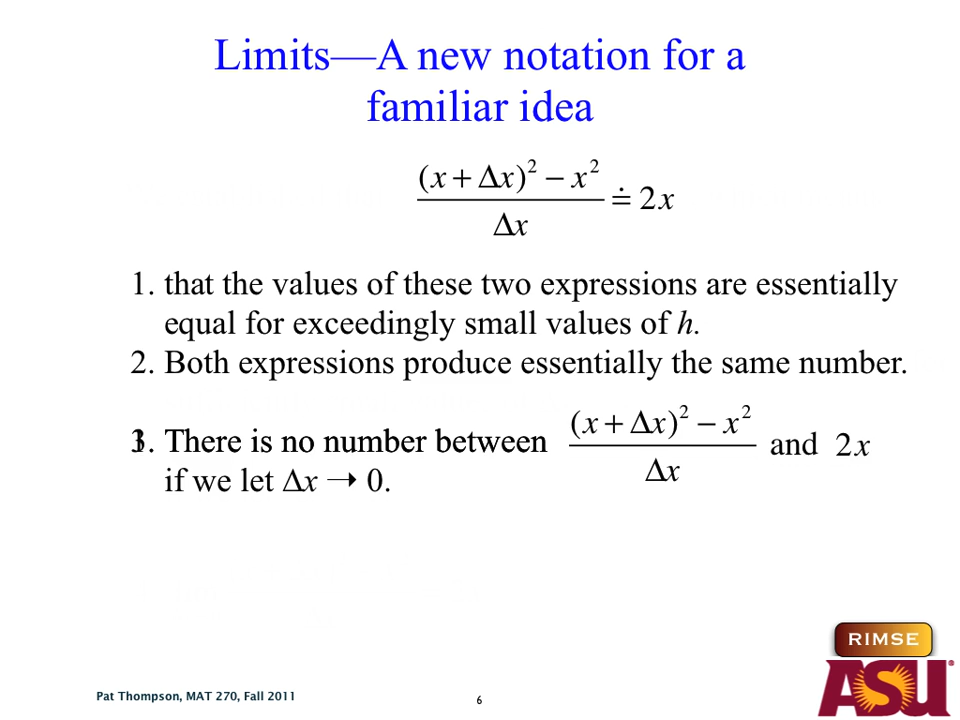 Limits—A new notation for a
familiar idea
(x + Δx)² − x²
Δx
≐ 2x
1. that the values of these two expressions are essentially
equal for exceedingly small values of h.
2. Both expressions produce essentially the same number.
3. There is no number between (x + Δx)² − x² / Δx and 2x
if we let Δx → 0.
RIMSE
ASU®
Pat Thompson, MAT 270, Fall 2011
6